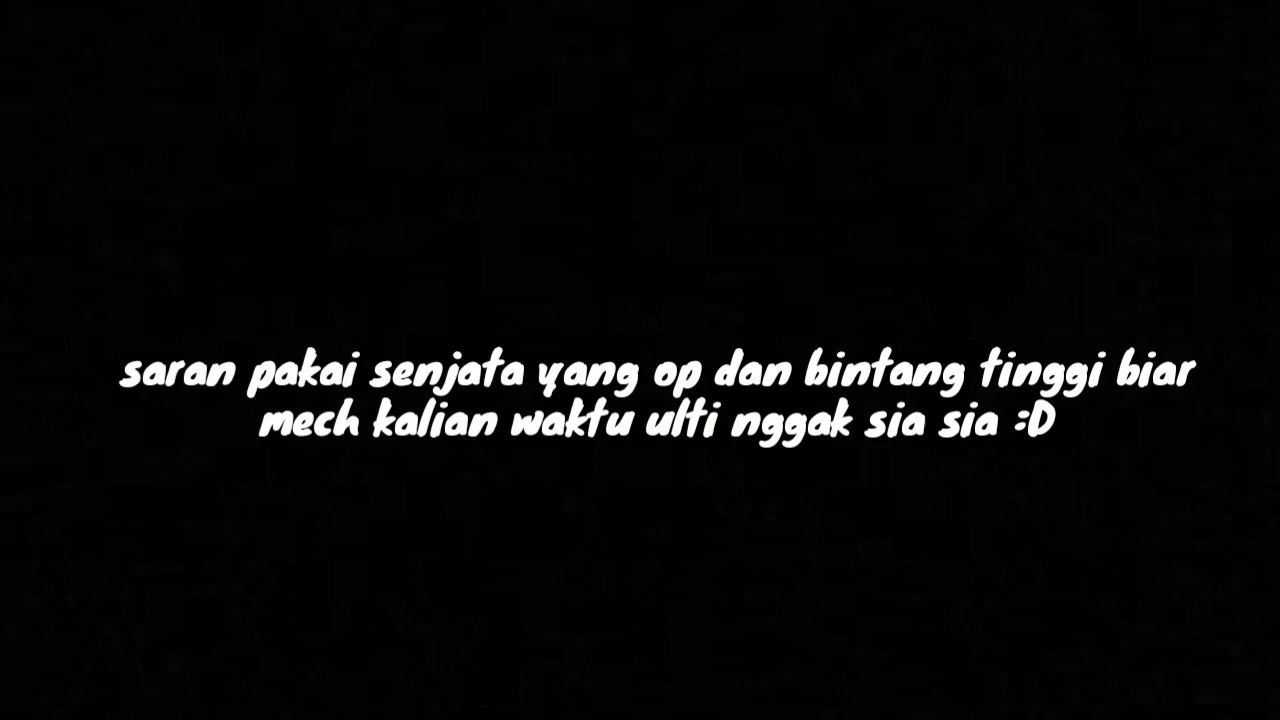 saran pakai senjata yang op dan bintang tinggi biar
mech kalian waktu ulti nggak sia sia :D